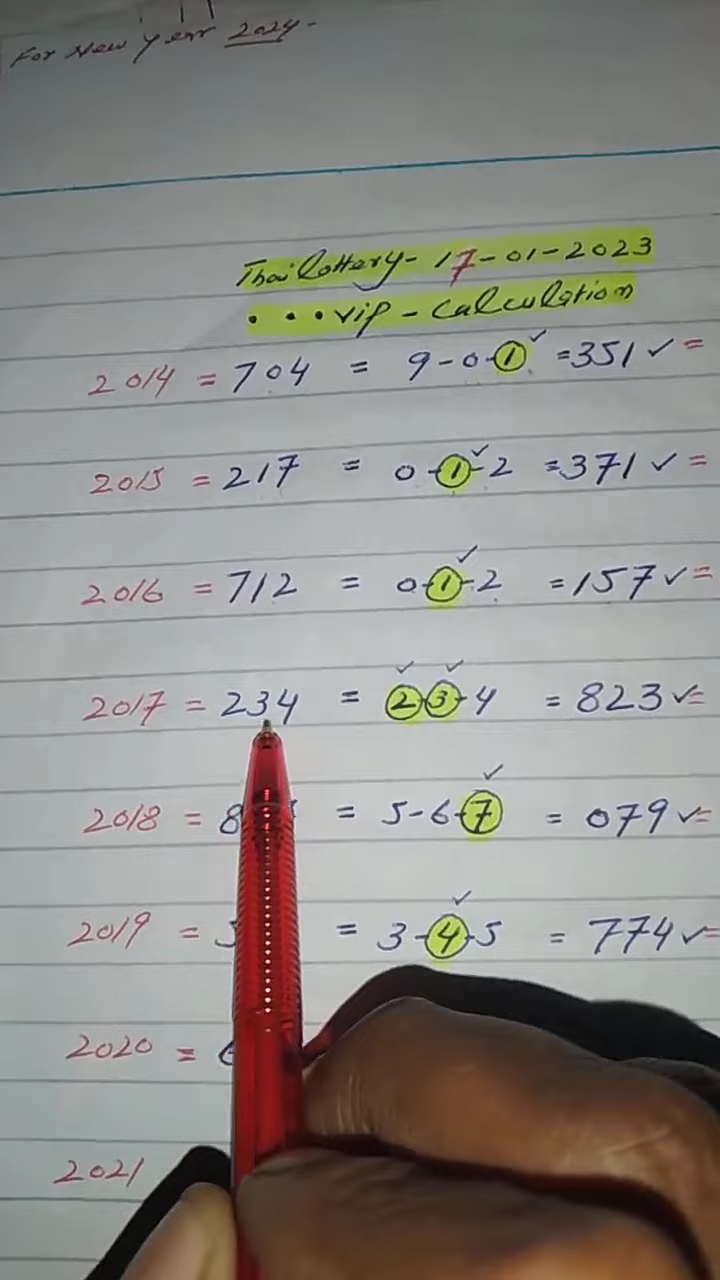 For New Year 2024-
Thai Lottery- 17-01-2023
• • • VIP - Calculation
2014 = 704 = 9-0-1 ✓ =351 ✓ =
2015 = 217 = 0-1-2 ✓ =371 ✓ =
2016 = 712 = 0-1-2 ✓ =157 ✓ =
2017 = 234 = 2-3-4 ✓ ✓ = 823 ✓ =
2018 = 8 = 5-6-7 ✓ = 079 ✓ =
2019 = = 3-4-5 ✓ = 774 ✓ =
2020 =
2021